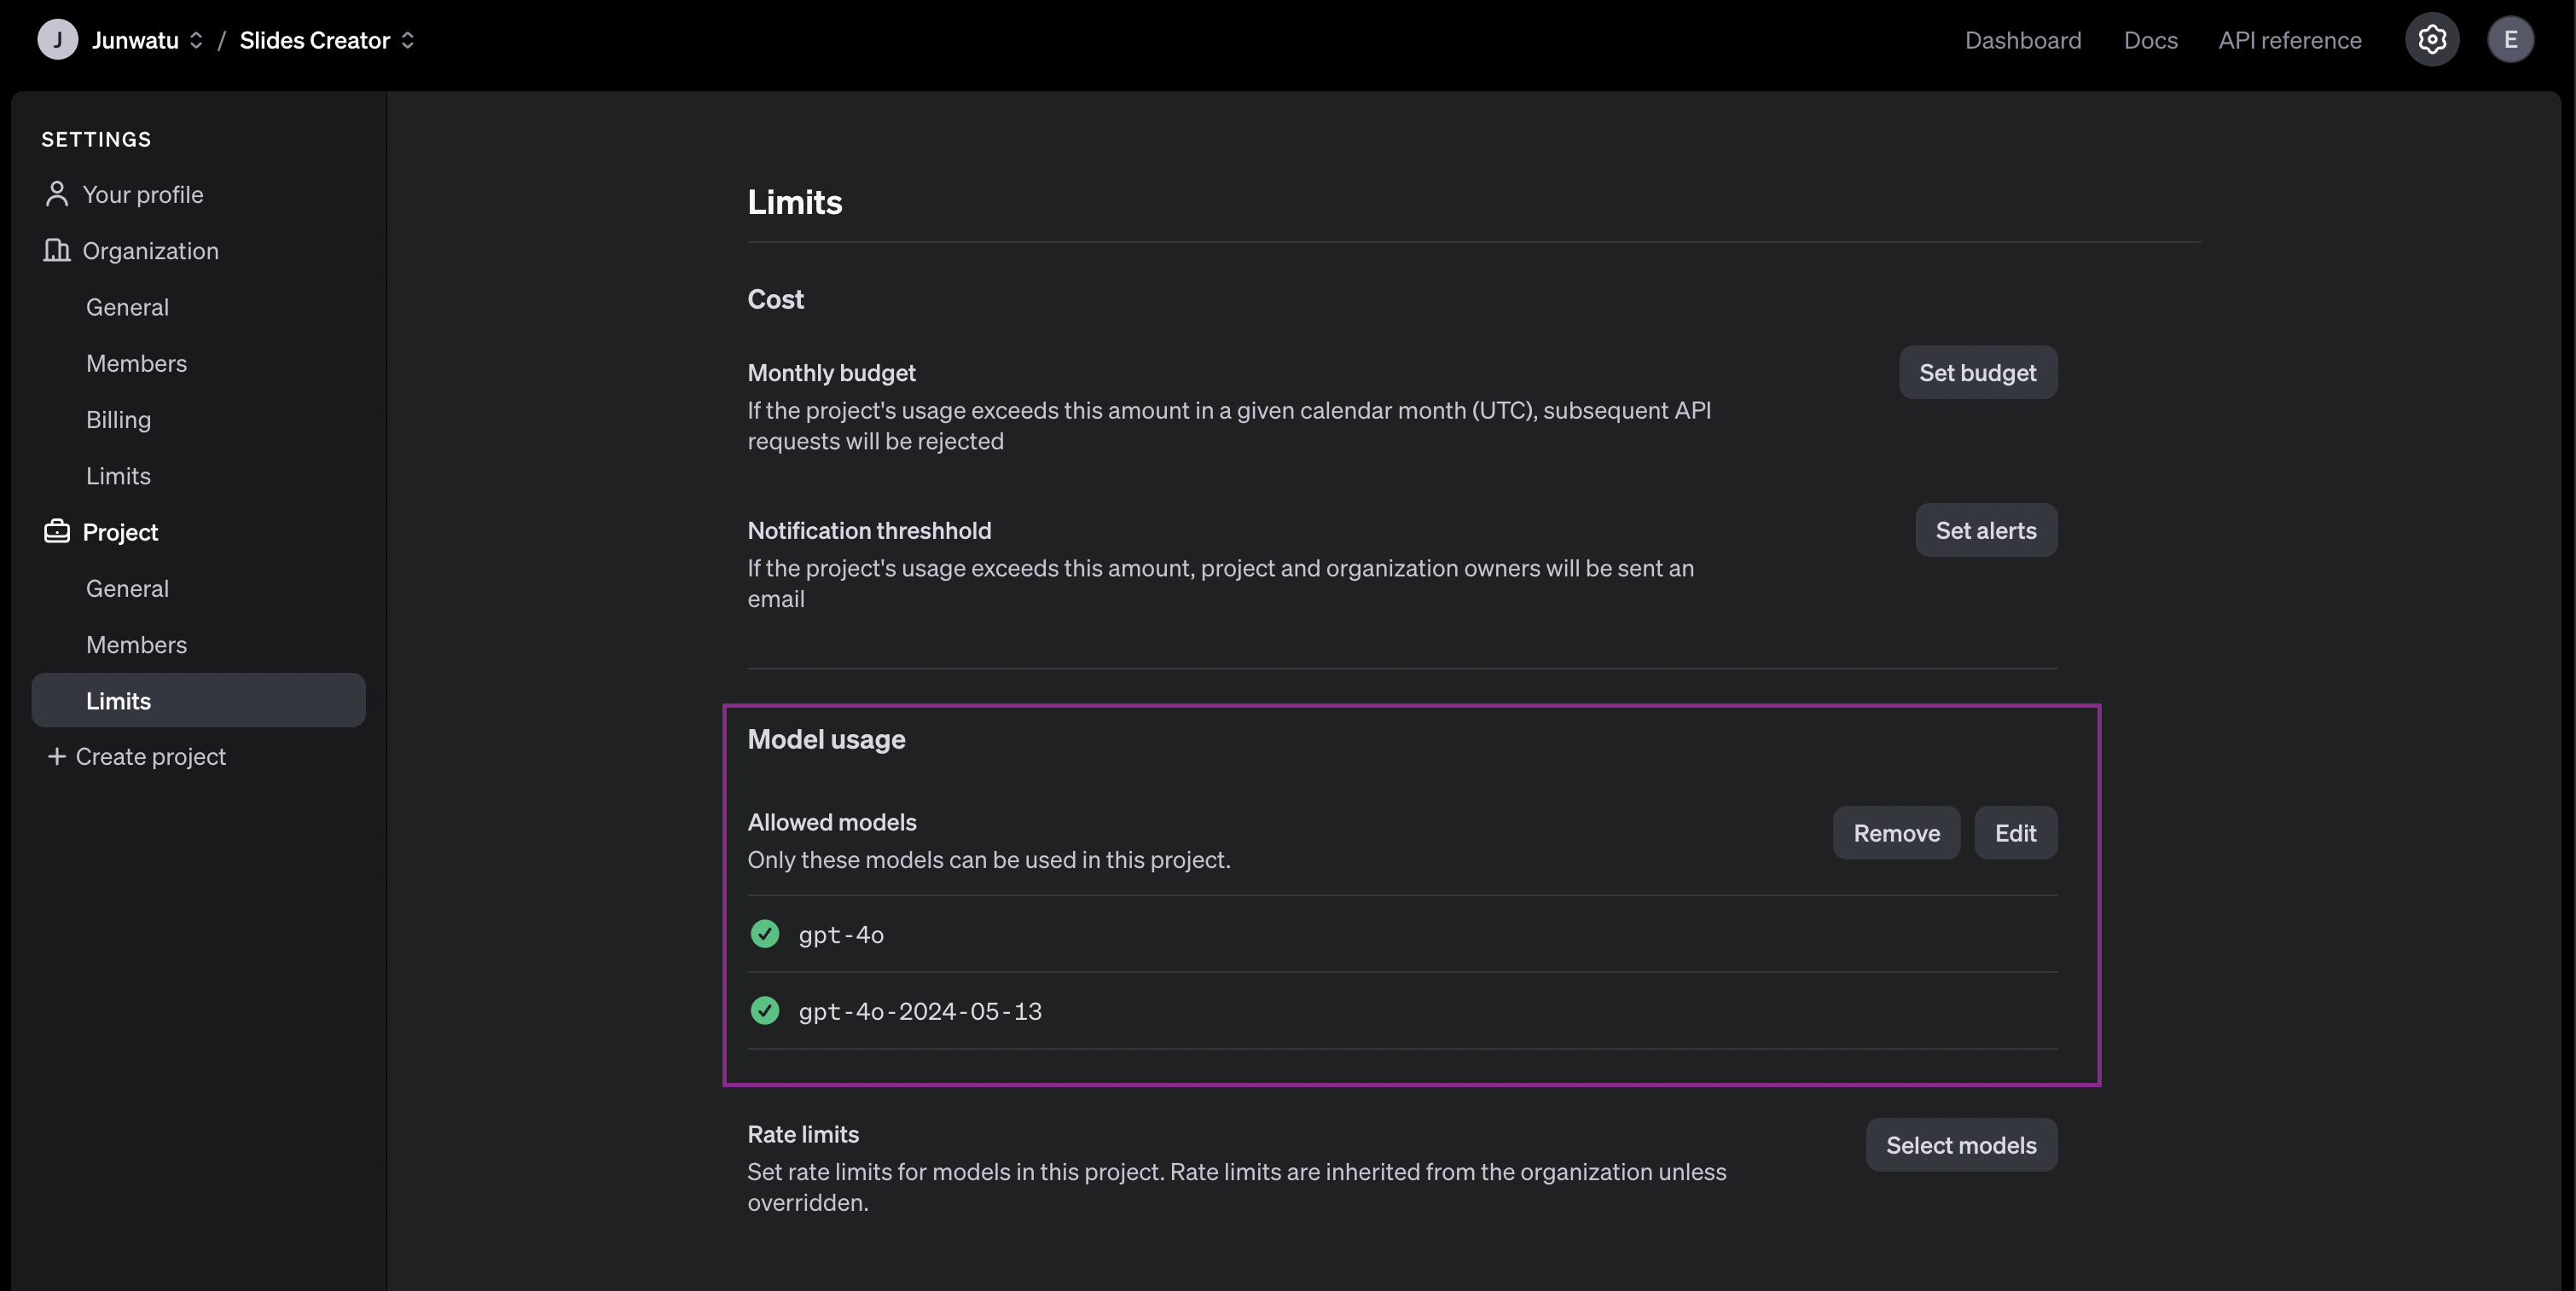 J Junwatu / Slides Creator Dashboard Docs API reference E
SETTINGS
Your profile
Organization
General
Members
Billing
Limits
Project
General
Members
Limits
+ Create project
Limits
Cost
Monthly budget Set budget
If the project's usage exceeds this amount in a given calendar month (UTC), subsequent API
requests will be rejected
Notification threshhold Set alerts
If the project's usage exceeds this amount, project and organization owners will be sent an
email
Model usage
Allowed models Remove Edit
Only these models can be used in this project.
gpt-4o
gpt-4o-2024-05-13
Rate limits Select models
Set rate limits for models in this project. Rate limits are inherited from the organization unless
overridden.